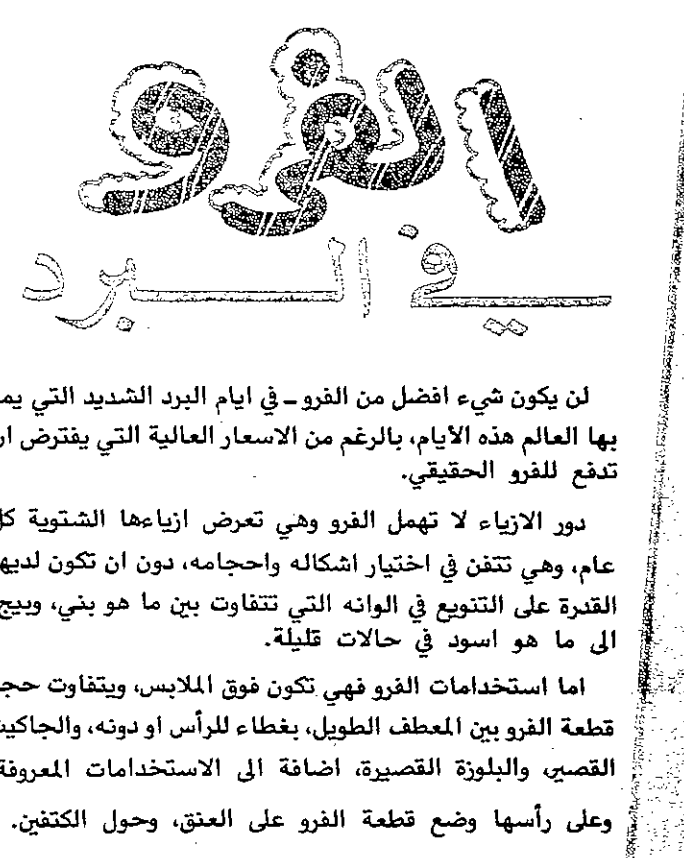 الفرو
في البرد
لن يكون شيء افضل من الفرو ـ في ايام البرد الشديد التي يم
بها العالم هذه الأيام، بالرغم من الاسعار العالية التي يفترض ار
تدفع للفرو الحقيقي.
دور الازياء لا تهمل الفرو وهي تعرض ازياءها الشتوية كل
عام، وهي تتفن في اختيار اشكاله واحجامه، دون ان تكون لديه
القدرة على التنويع في الوانه التي تتفاوت بين ما هو بني، وبيج
الى ما هو اسود في حالات قليلة.
اما استخدامات الفرو فهي تكون فوق الملابس، ويتفاوت حج
قطعة الفرو بين المعطف الطويل، بغطاء للرأس او دونه، والجاكيت
القصير، والبلوزة القصيرة، اضافة الى الاستخدامات المعروفة
وعلى رأسها وضع قطعة الفرو على العنق، وحول الكتفين.